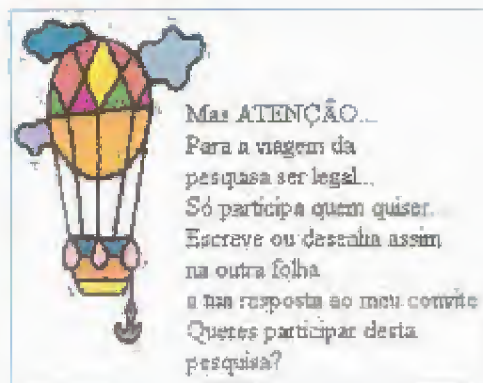 Mas ATENÇÃO...
Para a viagem da
pesquisa ser legal...
Só participa quem quiser.
Escreve ou desenha assim
na outra folha
a tua resposta ao meu convite
Queres participar desta
pesquisa?